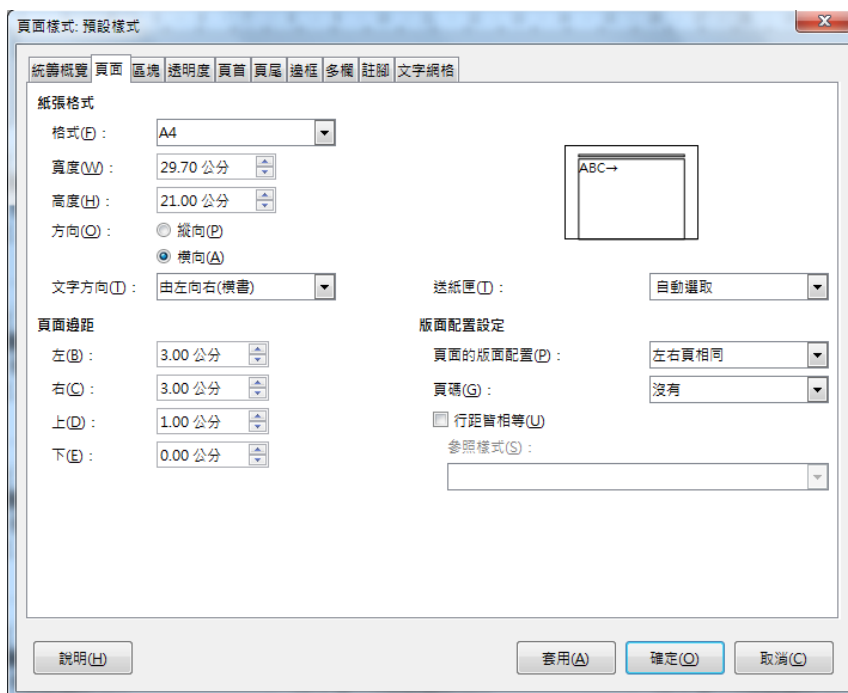 頁面樣式: 預設樣式
x
統籌概覽 頁面 區塊 透明度 頁首 頁尾 邊框 多欄 註腳 文字網格
紙張格式
格式(F)： A4
寬度(W)： 29.70 公分
ABC→
高度(H)： 21.00 公分
方向(O)： 縱向(P)
橫向(A)
文字方向(T)： 由左向右(橫書) 送紙匣(T)： 自動選取
頁面邊距 版面配置設定
左(B)： 3.00 公分 頁面的版面配置(P)： 左右頁相同
右(C)： 3.00 公分 頁碼(G)： 沒有
上(D)： 1.00 公分 行距皆相等(U)
參照樣式(S)：
下(E)： 0.00 公分
說明(H) 套用(A) 確定(O) 取消(C)